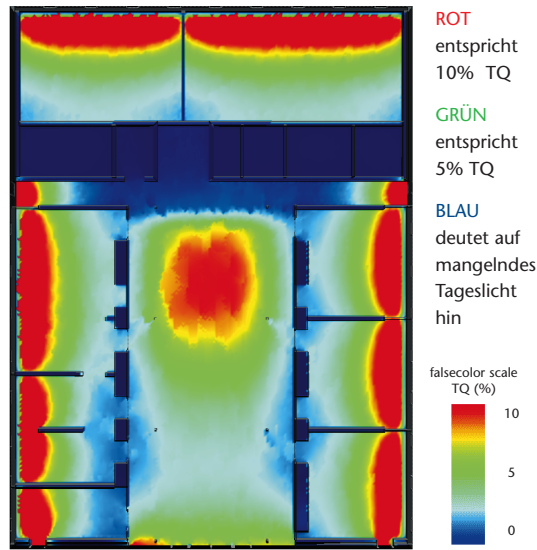 ROT
entspricht
10% TQ
GRÜN
entspricht
5% TQ
BLAU
deutet auf
mangelndes
Tageslicht
hin
falsecolor scale
TQ (%)
10
5
0